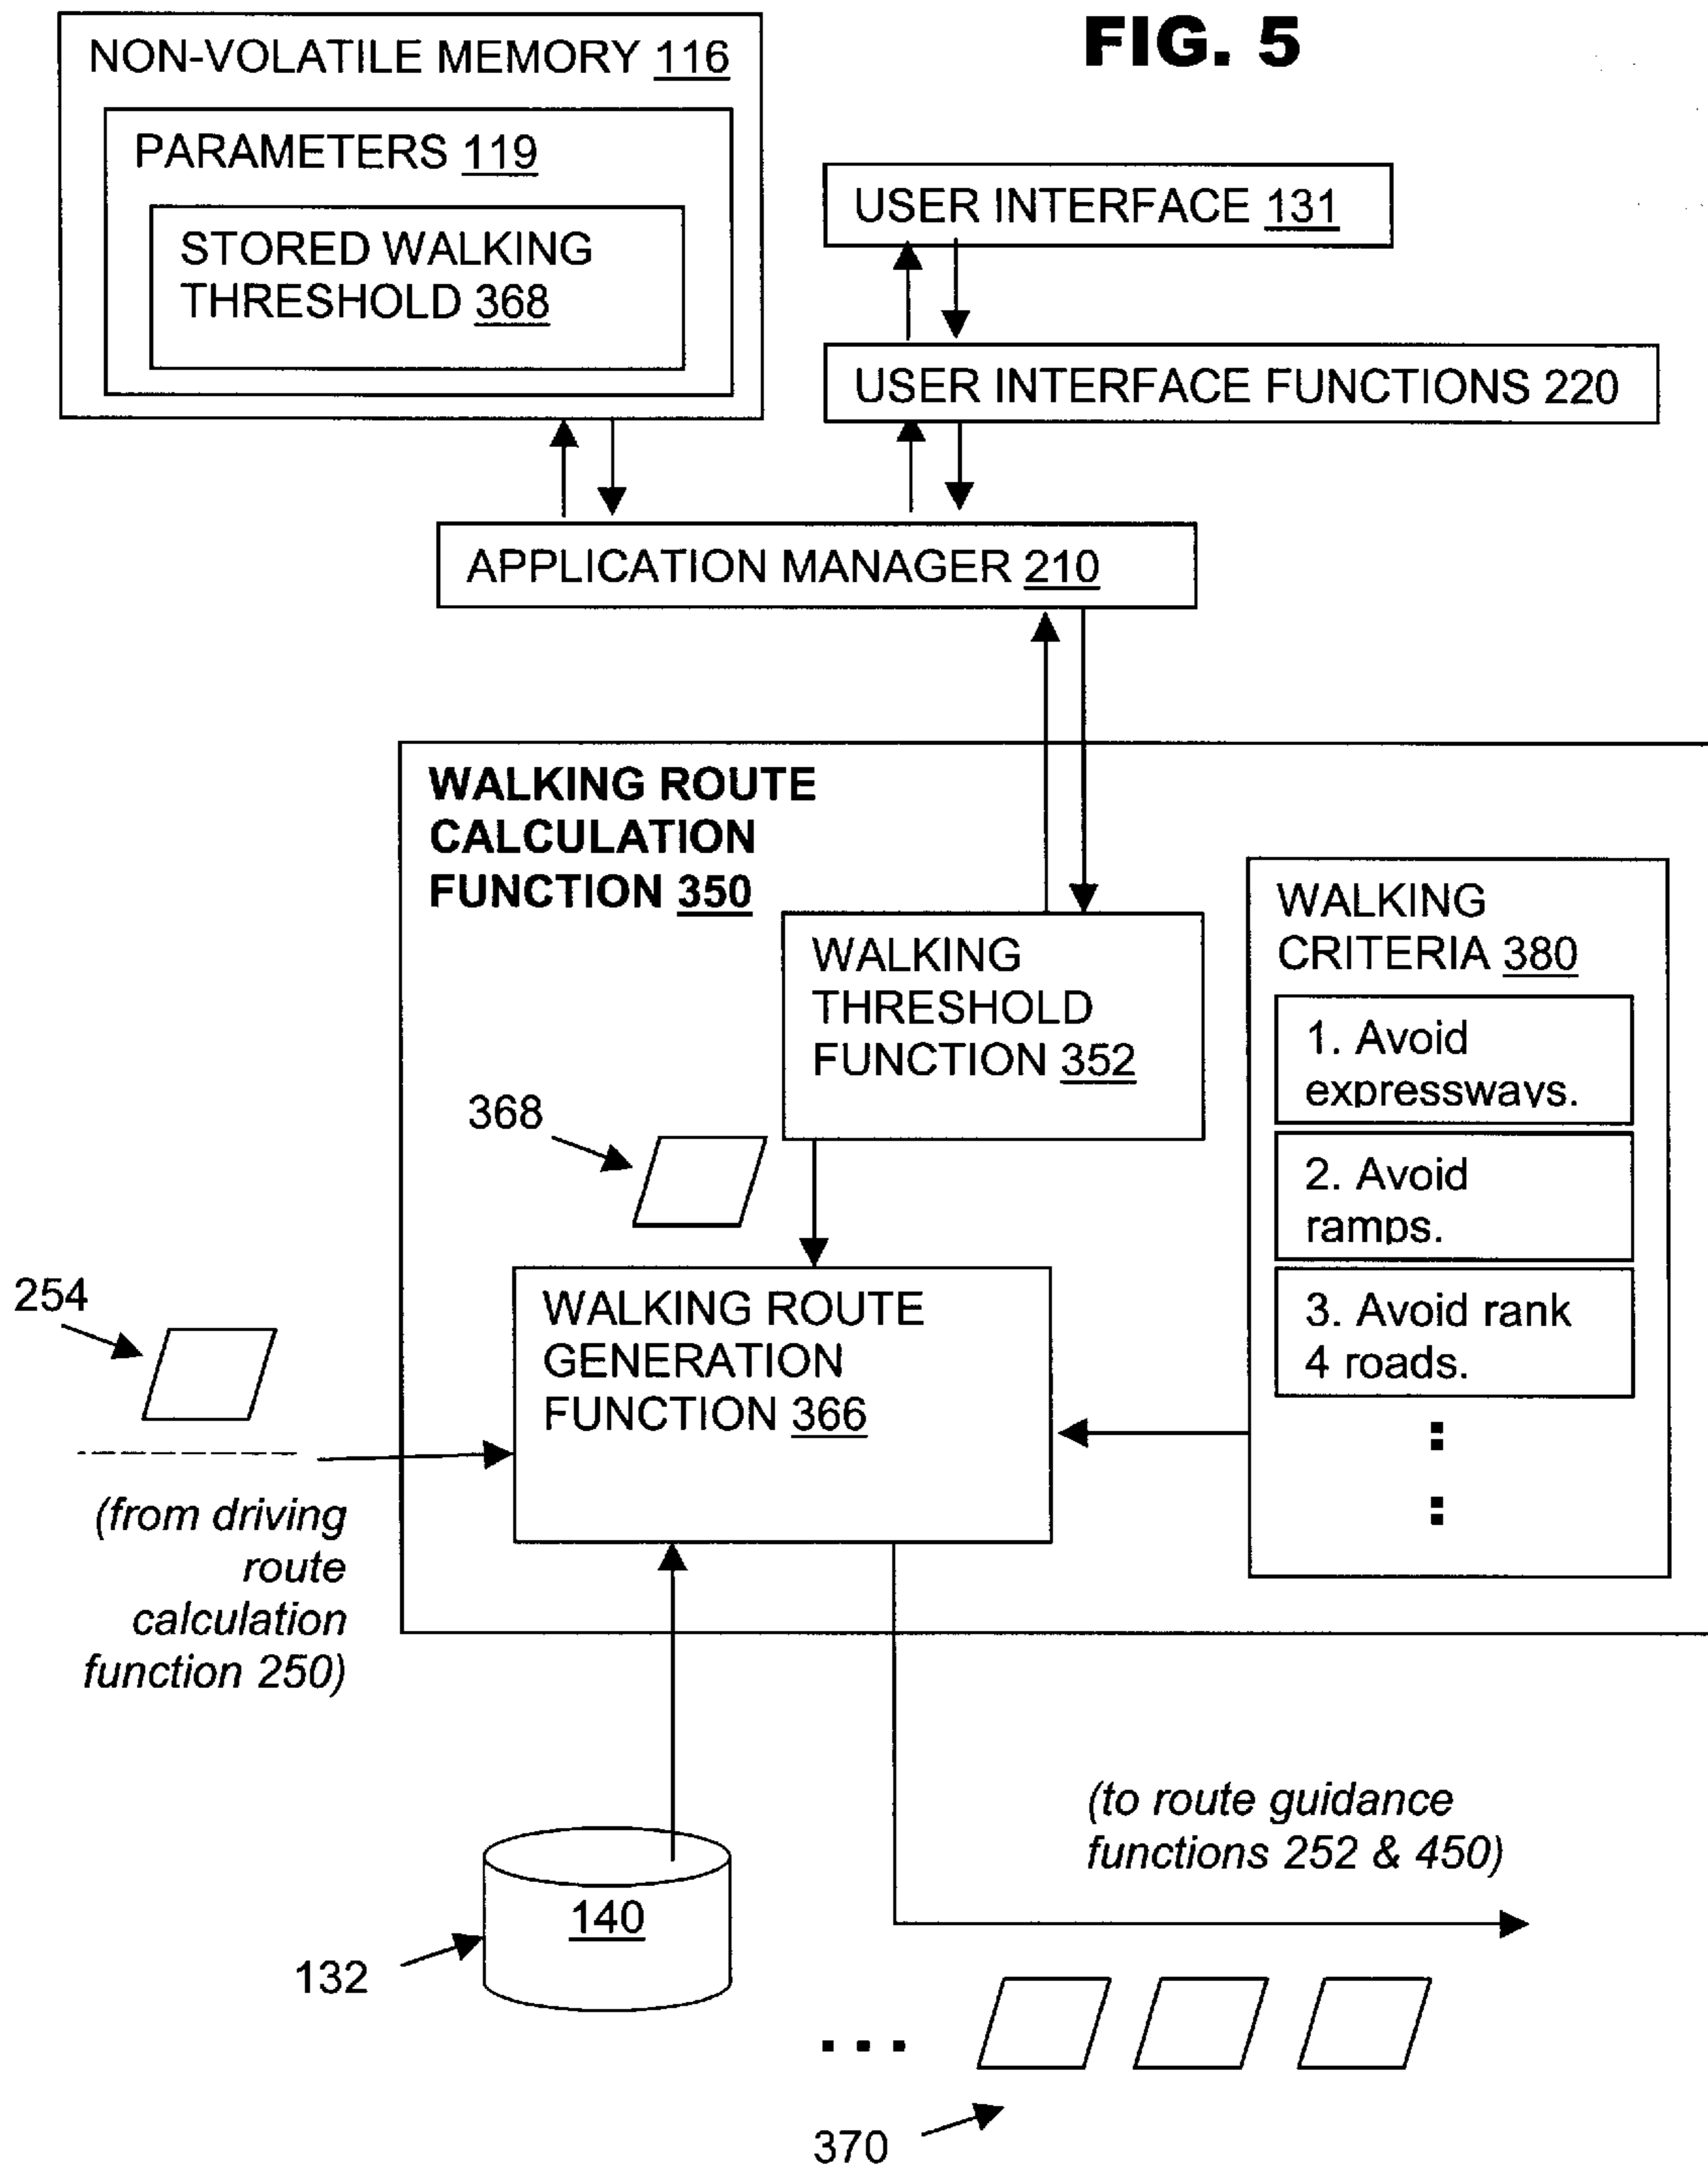 FIG. 5
NON-VOLATILE MEMORY 116
PARAMETERS 119
STORED WALKING
THRESHOLD 368
USER INTERFACE 131
USER INTERFACE FUNCTIONS 220
APPLICATION MANAGER 210
WALKING ROUTE
CALCULATION
FUNCTION 350
WALKING
THRESHOLD
FUNCTION 352
WALKING
CRITERIA 380
1. Avoid
expressways.
2. Avoid
ramps.
3. Avoid rank
4 roads.
368
254
WALKING ROUTE
GENERATION
FUNCTION 366
(from driving
route
calculation
function 250)
(to route guidance
functions 252 & 450)
140
132
...
370